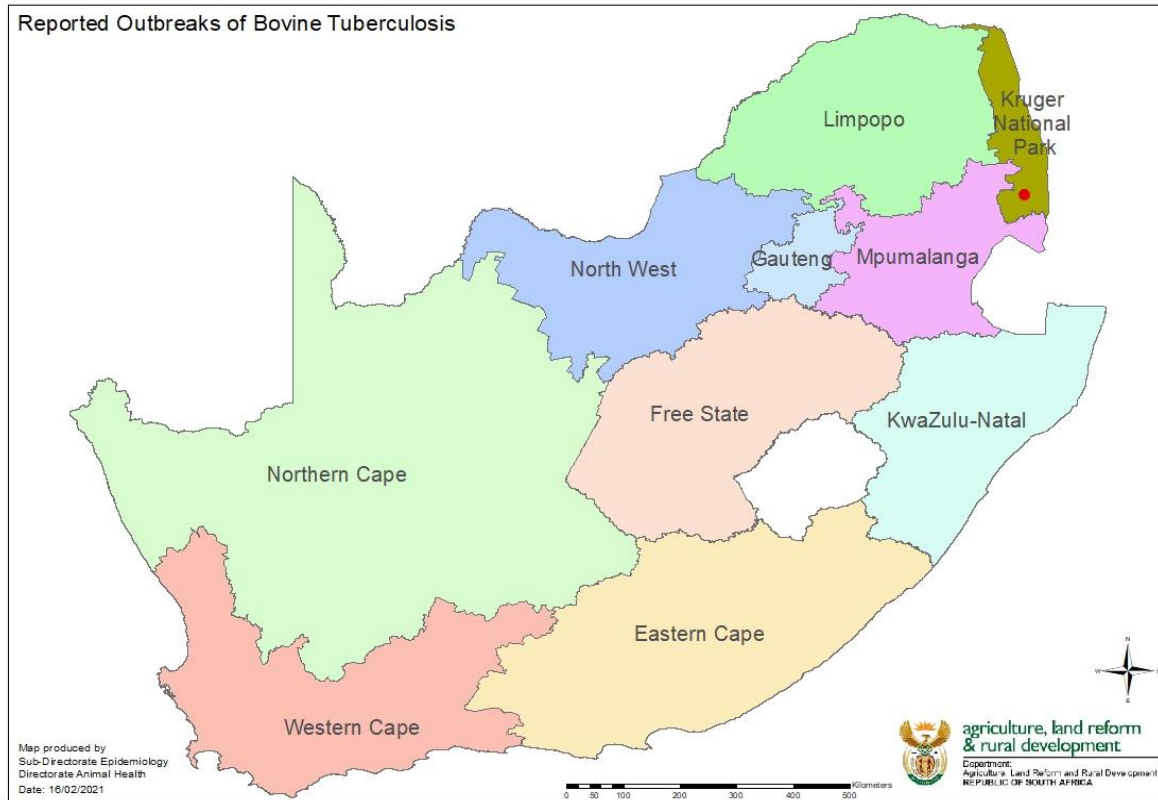 Reported Outbreaks of Bovine Tuberculosis
Limpopo
Kruger
National
Park
North West
Gauteng
Mpumalanga
Free State
KwaZulu-Natal
Northern Cape
Eastern Cape
Western Cape
N
W
Map produced by
Sub-Directorate Epidemiology
Directorate Animal Health
Date: 16/02/2021
Kilometers
0 50 100 200 300 400 500
agriculture, land reform
& rural development
Department:
Agriculture, Land Reform and Rural Development
REPUBLIC OF SOUTH AFRICA